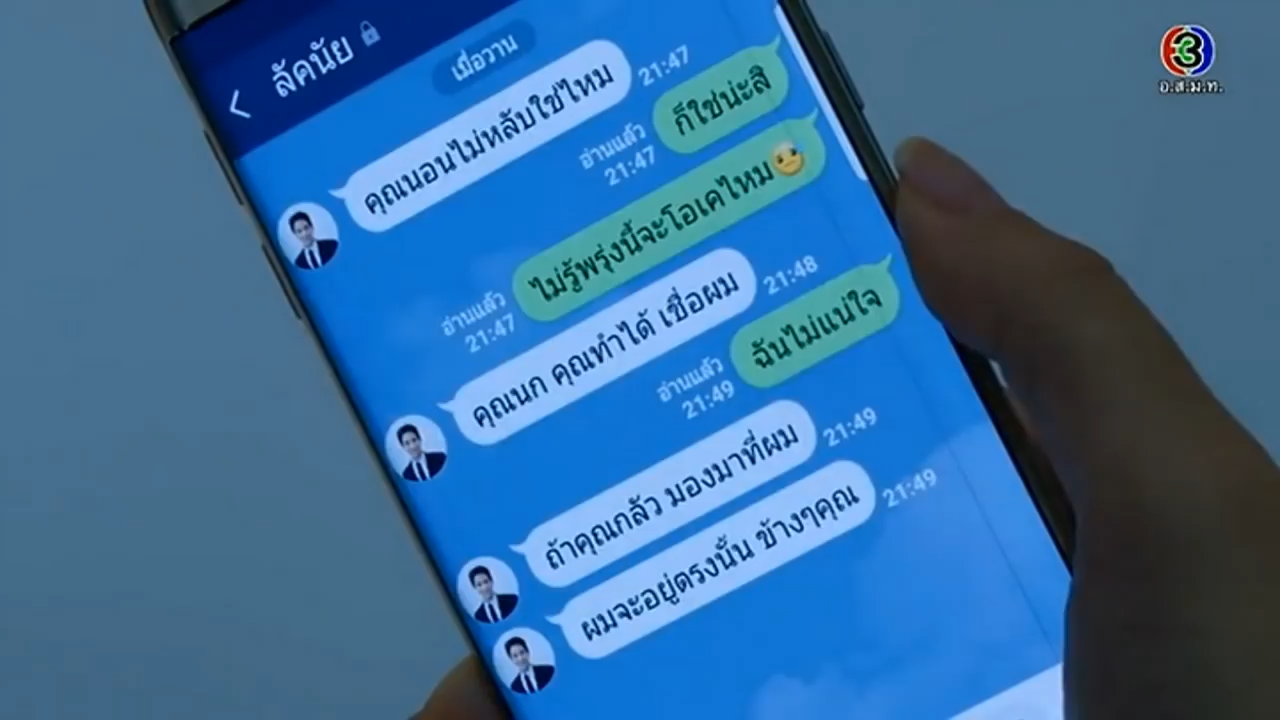 3
อ.ส.ม.ท.
ลัคนัย
เมื่อวาน
คุณนอนไม่หลับใช่ไหม
21:47
ก็ใช่น่ะสิ
อ่านแล้ว
21:47
ไม่รู้พรุ่งนี้จะโอเคไหม😓
อ่านแล้ว
21:47
คุณนก คุณทำได้ เชื่อผม
21:48
ฉันไม่แน่ใจ
อ่านแล้ว
21:49
ถ้าคุณกลัว มองมาที่ผม
21:49
ผมจะอยู่ตรงนั้น ข้างๆคุณ
21:49